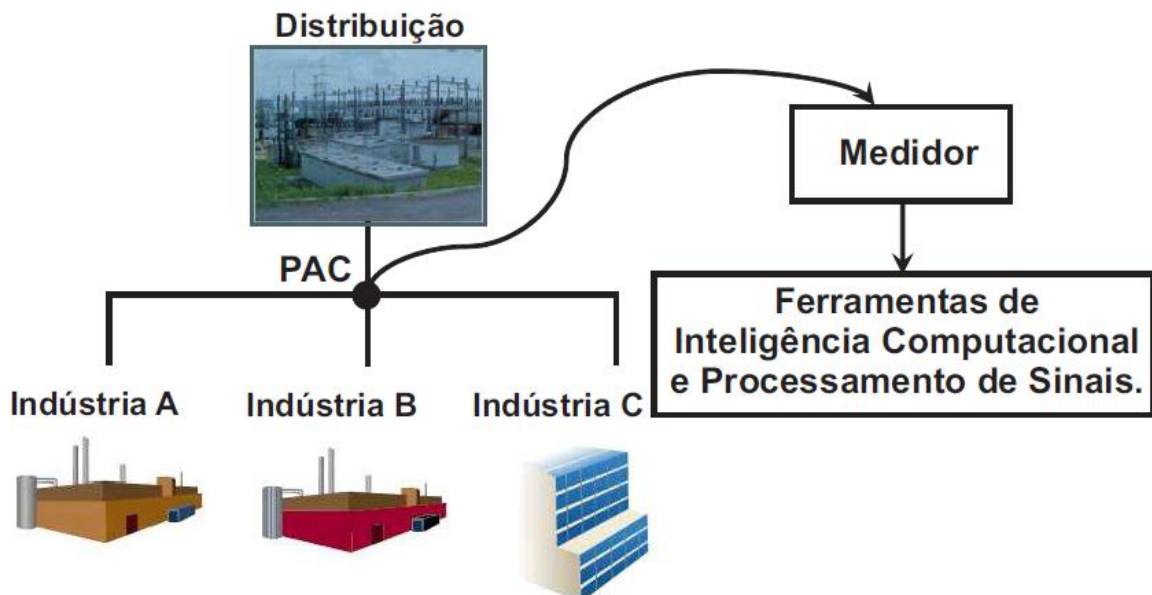 Distribuição
Medidor
PAC
Ferramentas de
Inteligência Computacional
e Processamento de Sinais.
Indústria A
Indústria B
Indústria C